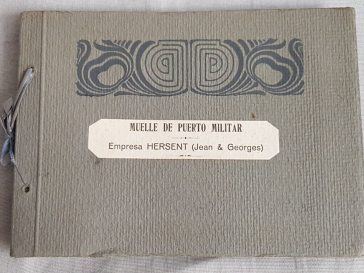 MUELLE DE PUERTO MILITAR
Empresa HERSENT (Jean & Georges)